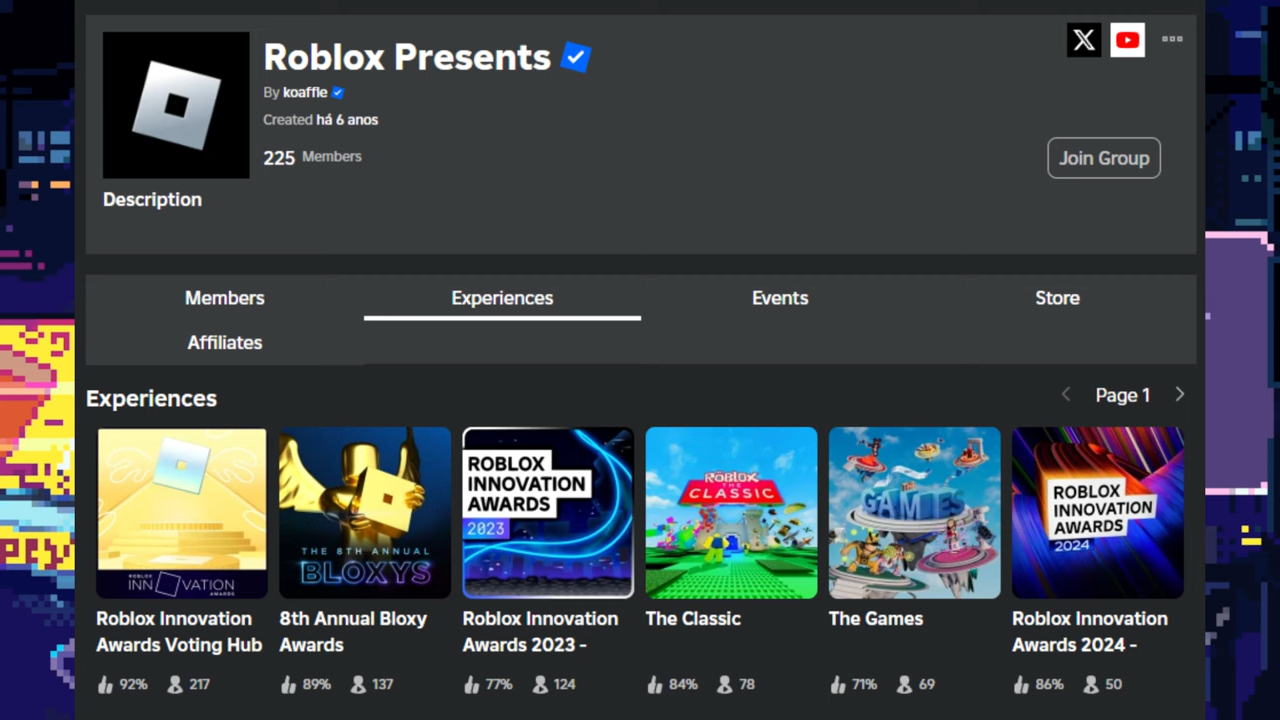 Roblox Presents
By koaffle
Created há 6 anos
225 Members
Join Group
Description
Members
Experiences
Events
Store
Affiliates
Experiences
Page 1
ROBLOX
INNOVATION
AWARDS
THE 8TH ANNUAL
BLOXYS
ROBLOX
INNOVATION
AWARDS
2023
ROBLOX
THE
CLASSIC
THE
GAMES
ROBLOX
INNOVATION
AWARDS
2024
Roblox Innovation
Awards Voting Hub
8th Annual Bloxy
Awards
Roblox Innovation
Awards 2023 -
The Classic
The Games
Roblox Innovation
Awards 2024 -
92% 217
89% 137
77% 124
84% 78
71% 69
86% 50